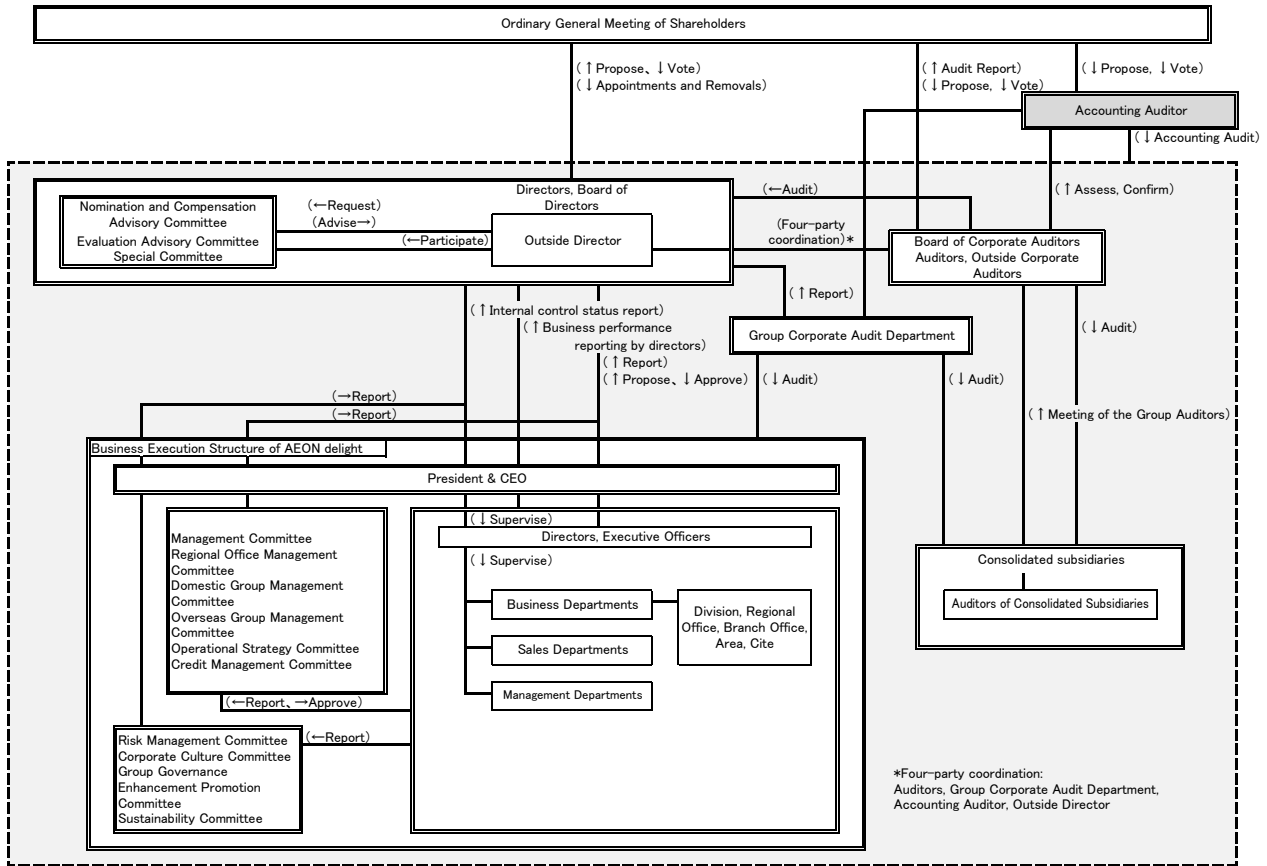 Ordinary General Meeting of Shareholders
(↑Propose、↓Vote)
(↓Appointments and Removals)
(↑Audit Report)
(↓Propose, ↓Vote)
(↓Propose, ↓Vote)
Accounting Auditor
(↓Accounting Audit)
Directors, Board of
Directors
Nomination and Compensation
Advisory Committee
Evaluation Advisory Committee
Special Committee
(←Request)
(Advise→)
(←Participate)
Outside Director
(←Audit)
(Four-party
coordination)*
(↑Assess, Confirm)
Board of Corporate Auditors
Auditors, Outside Corporate
Auditors
(↑Report)
(↑Internal control status report)
(↑Business performance
reporting by directors)
(↑Report)
(↑Propose、↓Approve)
Group Corporate Audit Department
(↓Audit)
(↓Audit)
(↓Audit)
(↑Meeting of the Group Auditors)
(→Report)
(→Report)
Business Execution Structure of AEON delight
President & CEO
(↓Supervise)
Directors, Executive Officers
(↓Supervise)
Management Committee
Regional Office Management
Committee
Domestic Group Management
Committee
Overseas Group Management
Committee
Operational Strategy Committee
Credit Management Committee
Business Departments
Division, Regional
Office, Branch Office,
Area, Cite
Sales Departments
Management Departments
Consolidated subsidiaries
Auditors of Consolidated Subsidiaries
(←Report、→Approve)
(←Report)
Risk Management Committee
Corporate Culture Committee
Group Governance
Enhancement Promotion
Committee
Sustainability Committee
*Four-party coordination:
Auditors, Group Corporate Audit Department,
Accounting Auditor, Outside Director